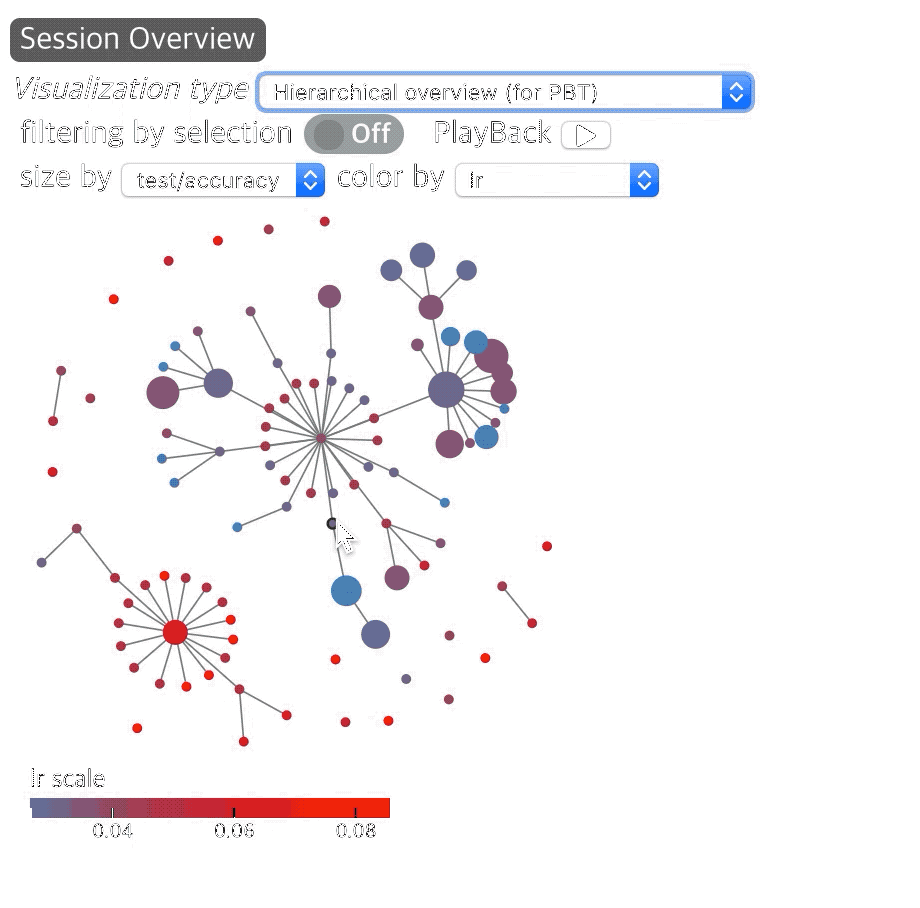 Session Overview
Visualization type Hierarchical overview (for PBT)
filtering by selection Off PlayBack
size by test/accuracy color by lr
lr scale
0.04 0.06 0.08